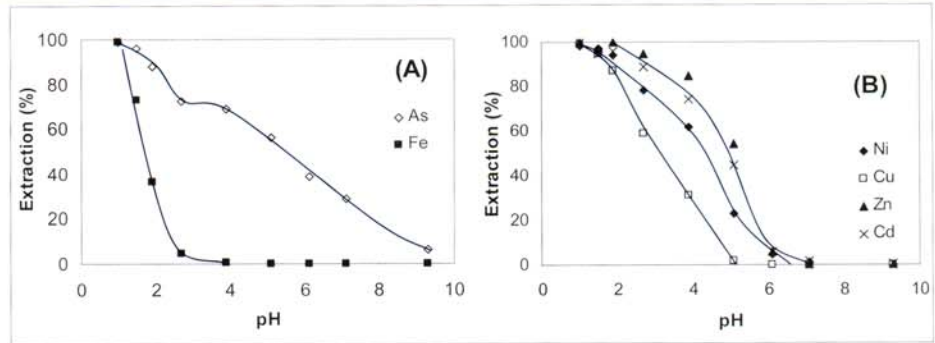 (A)
Extraction (%)
100
80
60
40
20
0
0 2 4 6 8 10
pH
As
Fe
(B)
Extraction (%)
100
80
60
40
20
0
0 2 4 6 8 10
pH
Ni
Cu
Zn
Cd